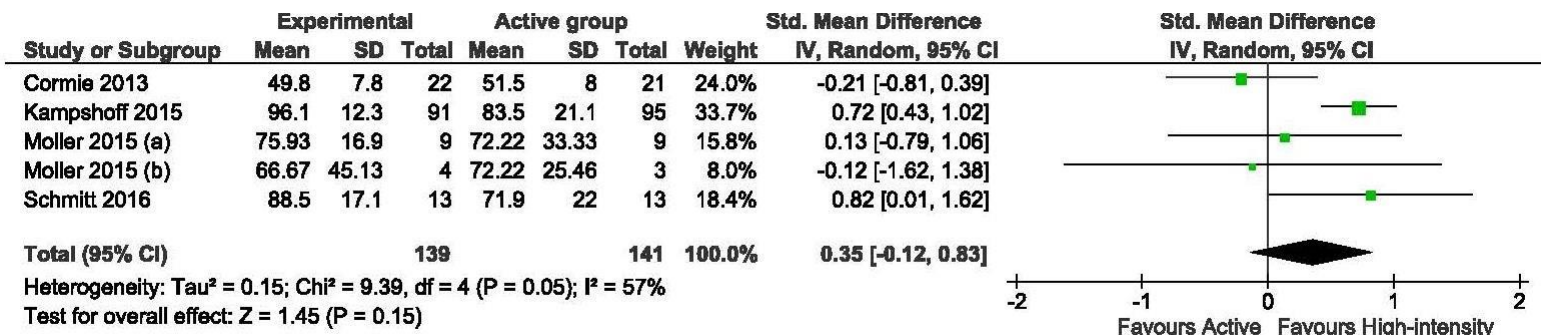 Experimental Active group Std. Mean Difference Std. Mean Difference
Study or Subgroup Mean SD Total Mean SD Total Weight IV, Random, 95% CI IV, Random, 95% CI
Cormie 2013 49.8 7.8 22 51.5 8 21 24.0% -0.21 [-0.81, 0.39]
Kampshoff 2015 96.1 12.3 91 83.5 21.1 95 33.7% 0.72 [0.43, 1.02]
Moller 2015 (a) 75.93 16.9 9 72.22 33.33 9 15.8% 0.13 [-0.79, 1.06]
Moller 2015 (b) 66.67 45.13 4 72.22 25.46 3 8.0% -0.12 [-1.62, 1.38]
Schmitt 2016 88.5 17.1 13 71.9 22 13 18.4% 0.82 [0.01, 1.62]
Total (95% CI) 139 141 100.0% 0.35 [-0.12, 0.83]
Heterogeneity: Tau² = 0.15; Chi² = 9.39, df = 4 (P = 0.05); I² = 57%
Test for overall effect: Z = 1.45 (P = 0.15)
-2 -1 0 1 2
Favours Active Favours High-intensity